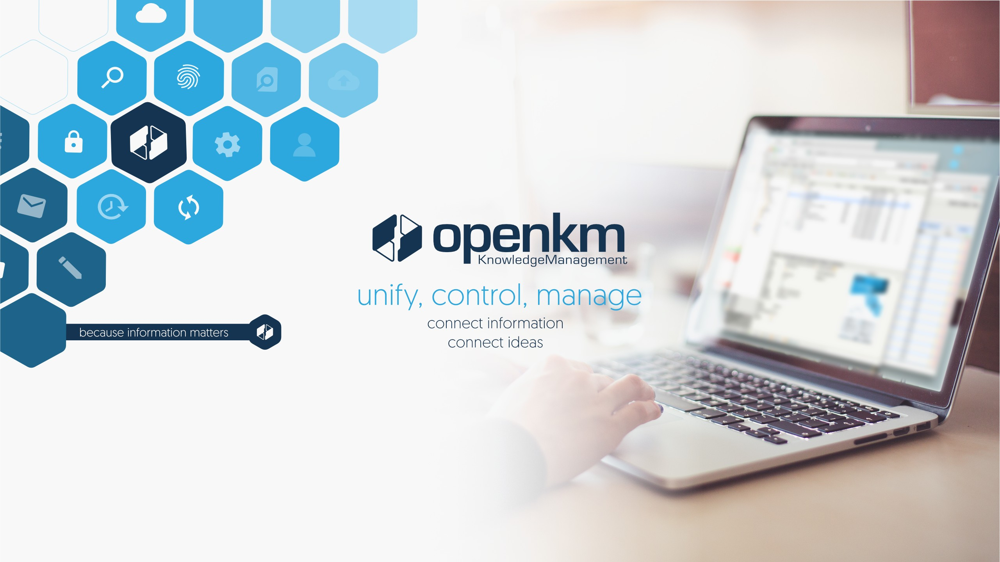 openkm
KnowledgeManagement
unify, control, manage
connect information
connect ideas
because information matters